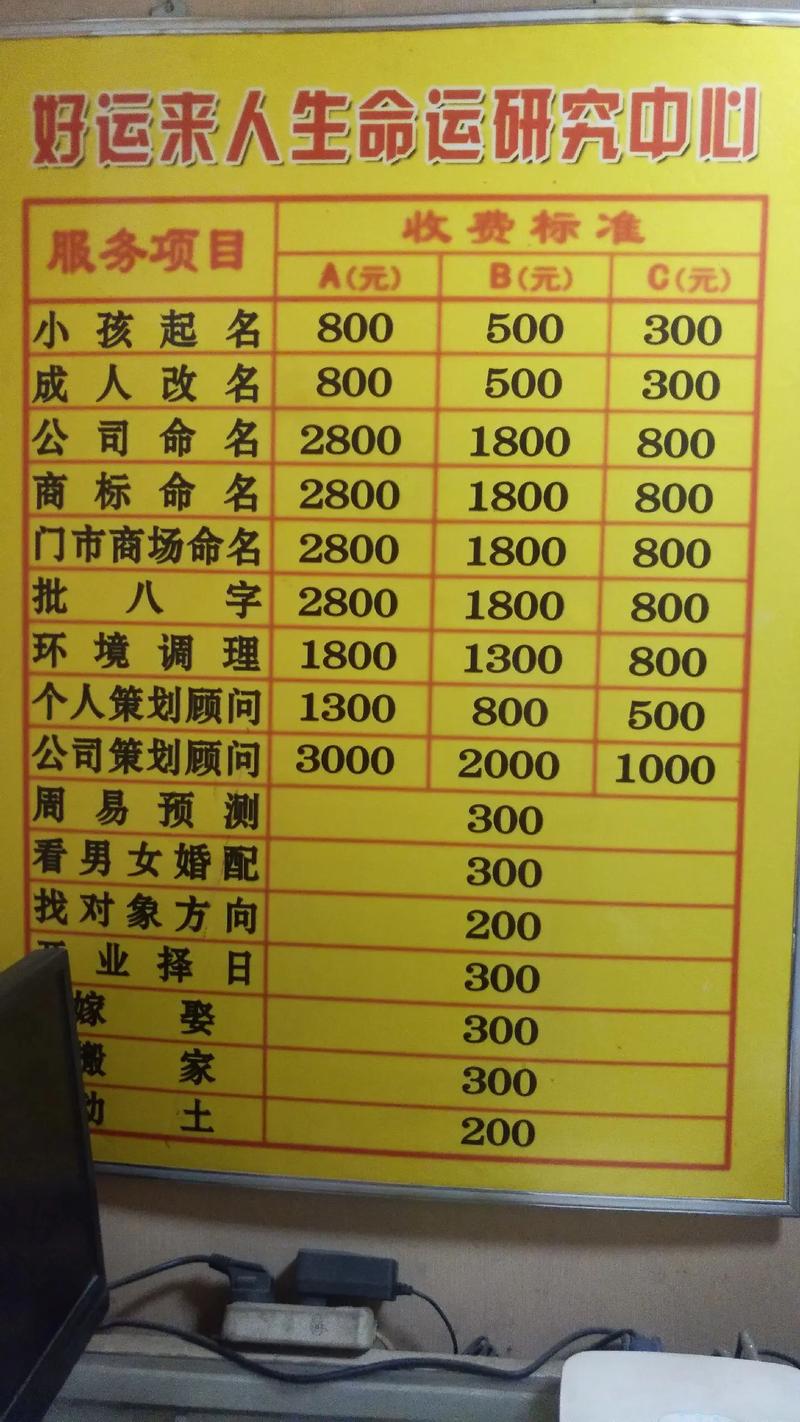 好运来人生命运研究中心
服务项目 收费标准
A(元) B(元) C(元)
小孩起名 800 500 300
成人改名 800 500 300
公司命名 2800 1800 800
商标命名 2800 1800 800
门市商场命名 2800 1800 800
批八字 2800 1800 800
环境调理 1800 1300 800
个人策划顾问 1300 800 500
公司策划顾问 3000 2000 1000
周易预测 300
看男女婚配 300
找对象方向 200
业择日 300
嫁娶 300
搬家 300
动土 200